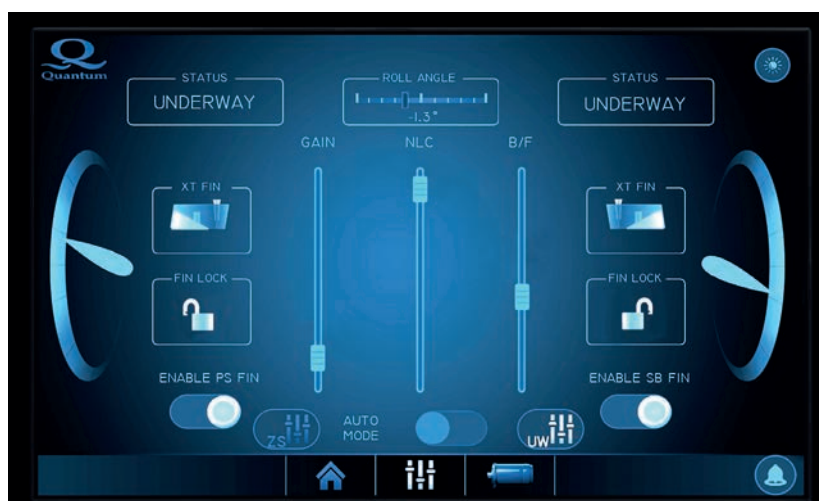 Quantum
STATUS
UNDERWAY
ROLL ANGLE
-1.3°
STATUS
UNDERWAY
GAIN
NLC
B/F
XT FIN
XT FIN
FIN LOCK
FIN LOCK
ENABLE PS FIN
ENABLE SB FIN
ZS
AUTO
MODE
UW